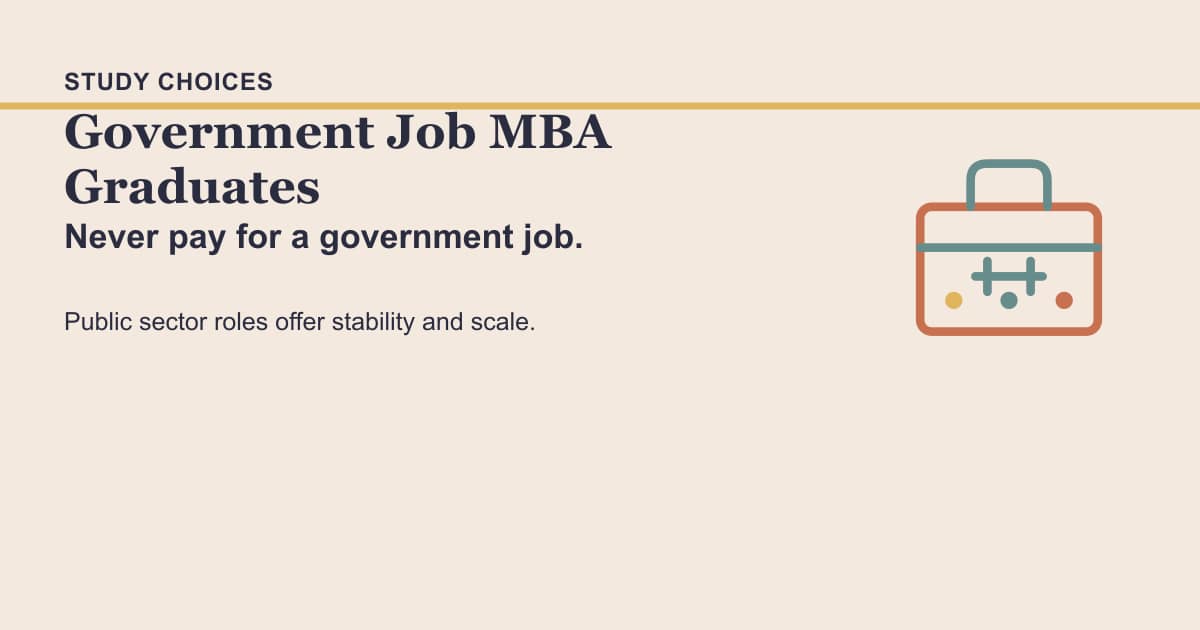 STUDY CHOICES
Government Job MBA
Graduates
Never pay for a government job.
Public sector roles offer stability and scale.